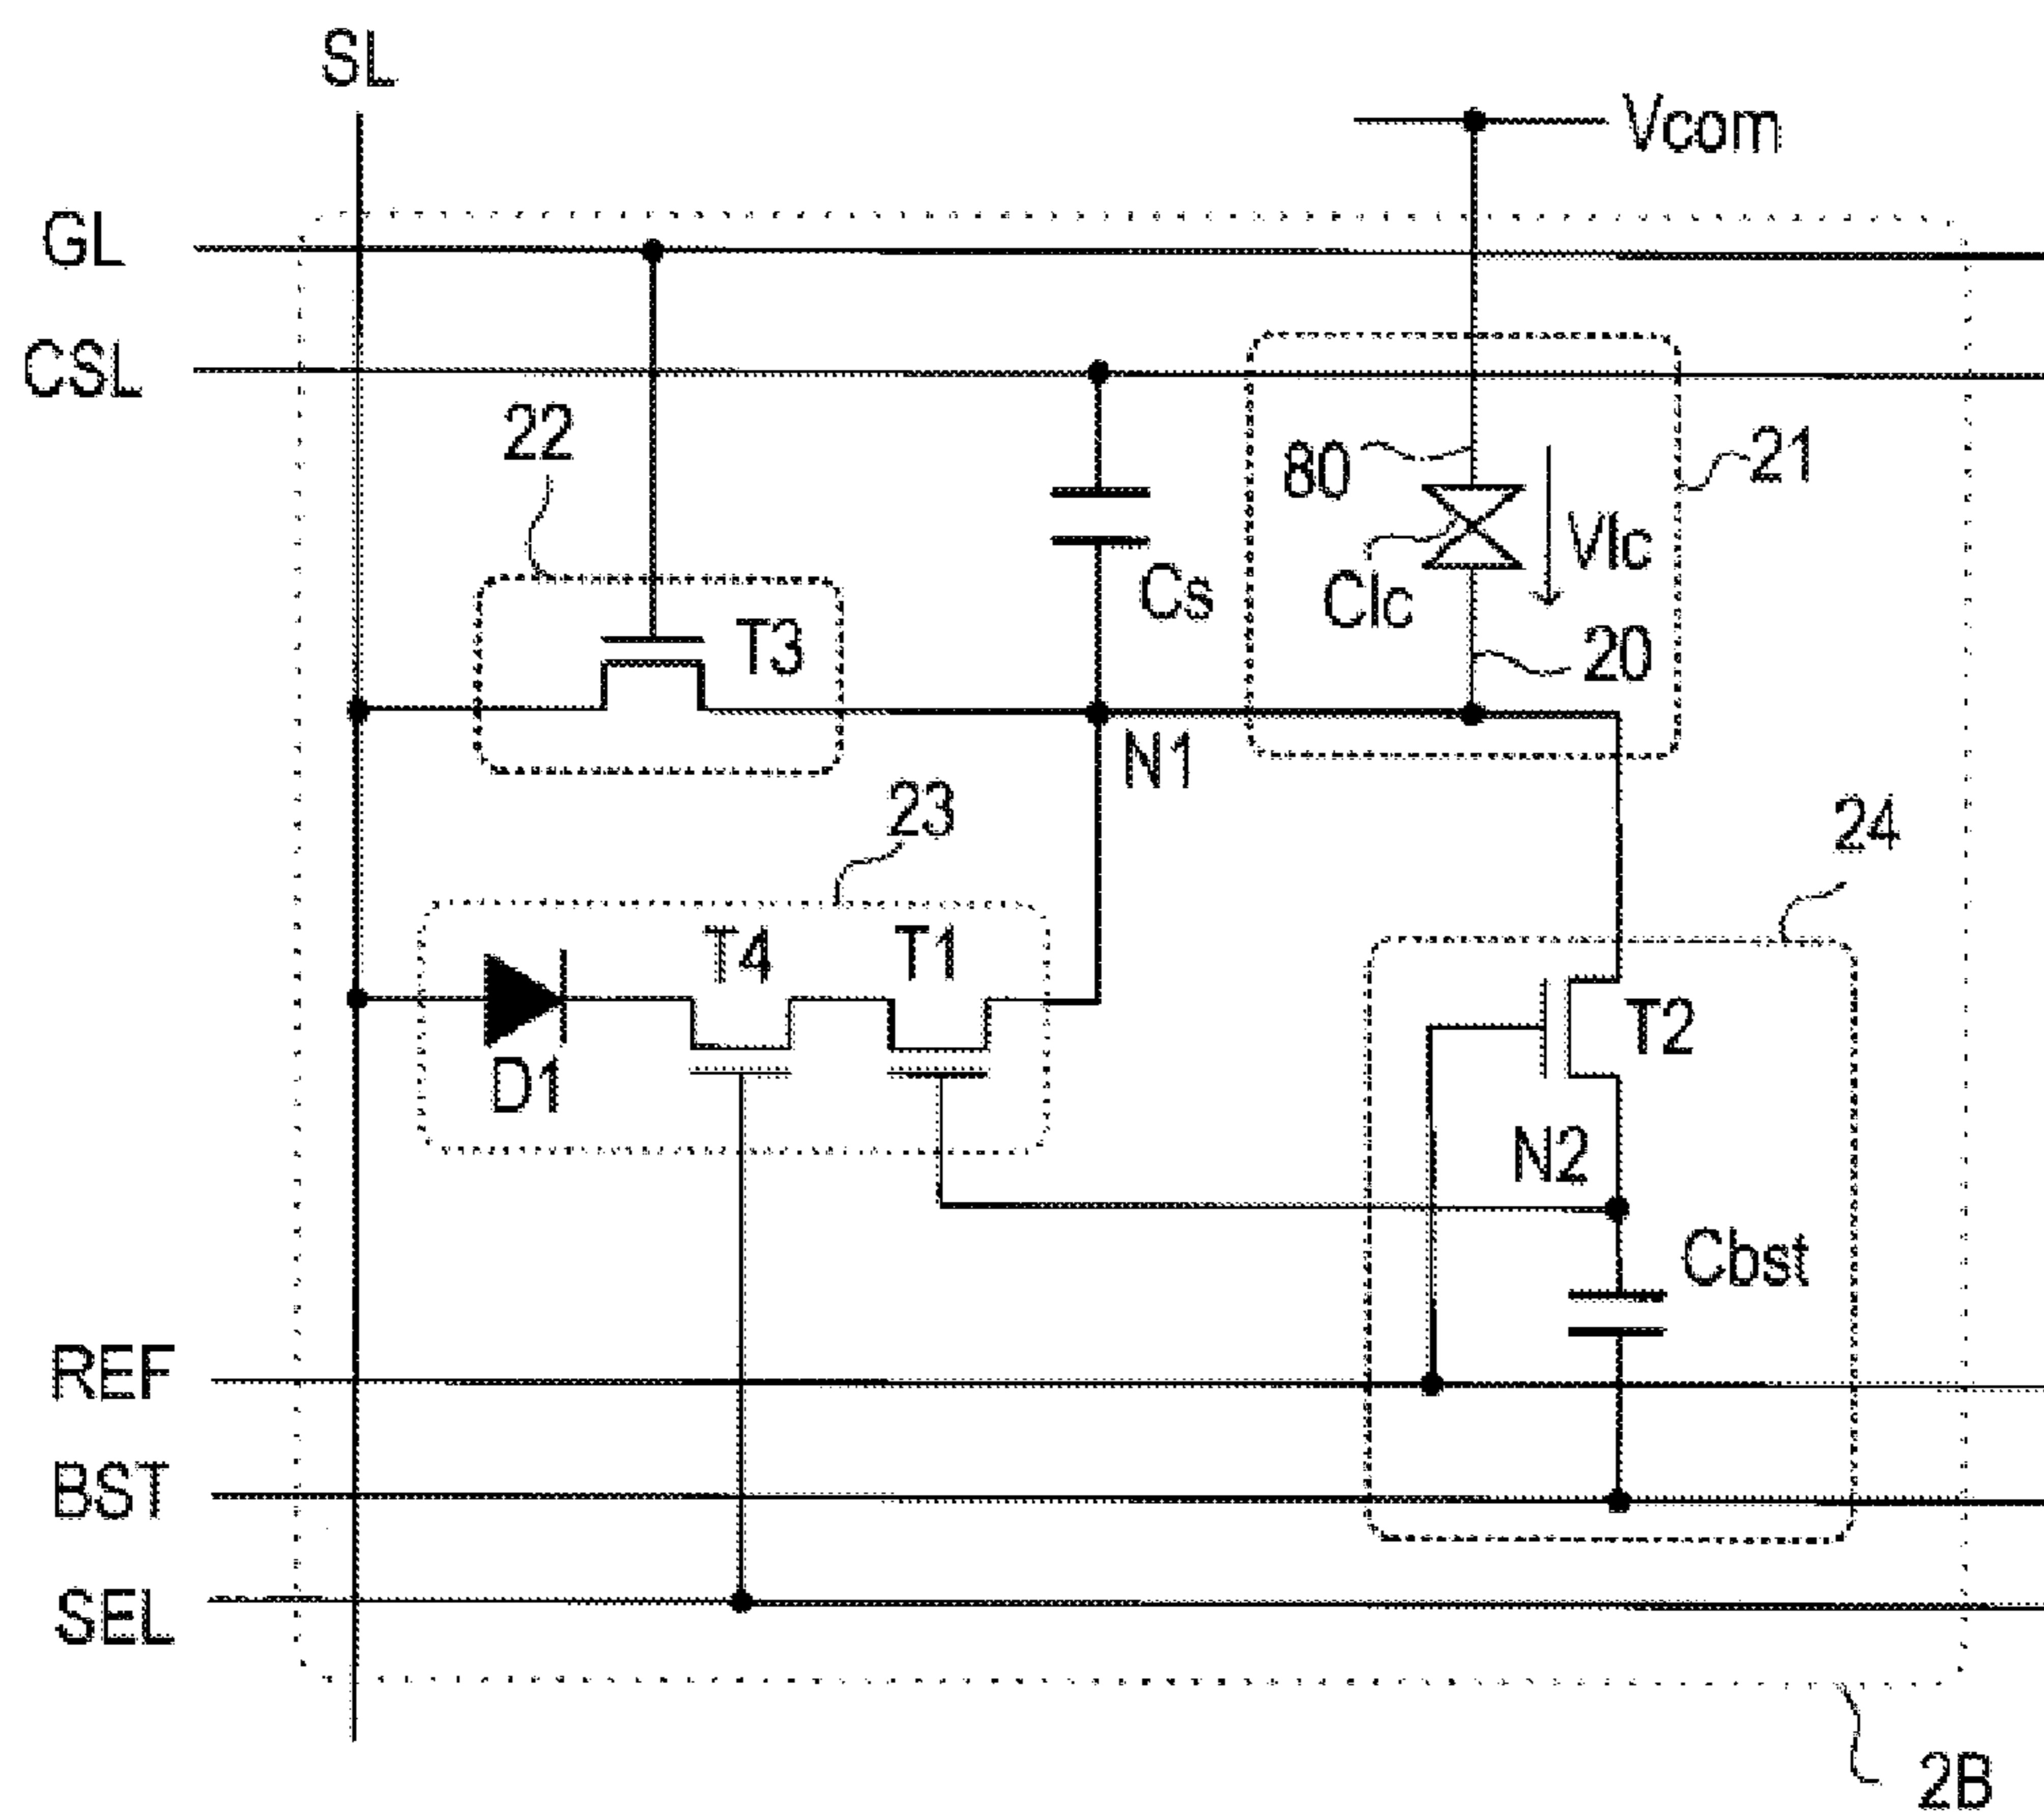 SL
Vcom
GL
CSL
22
80
21
Clc
Vlc
Cs
T3
20
N1
23
24
T4
T1
T2
D1
N2
Cbst
REF
BST
SEL
2B